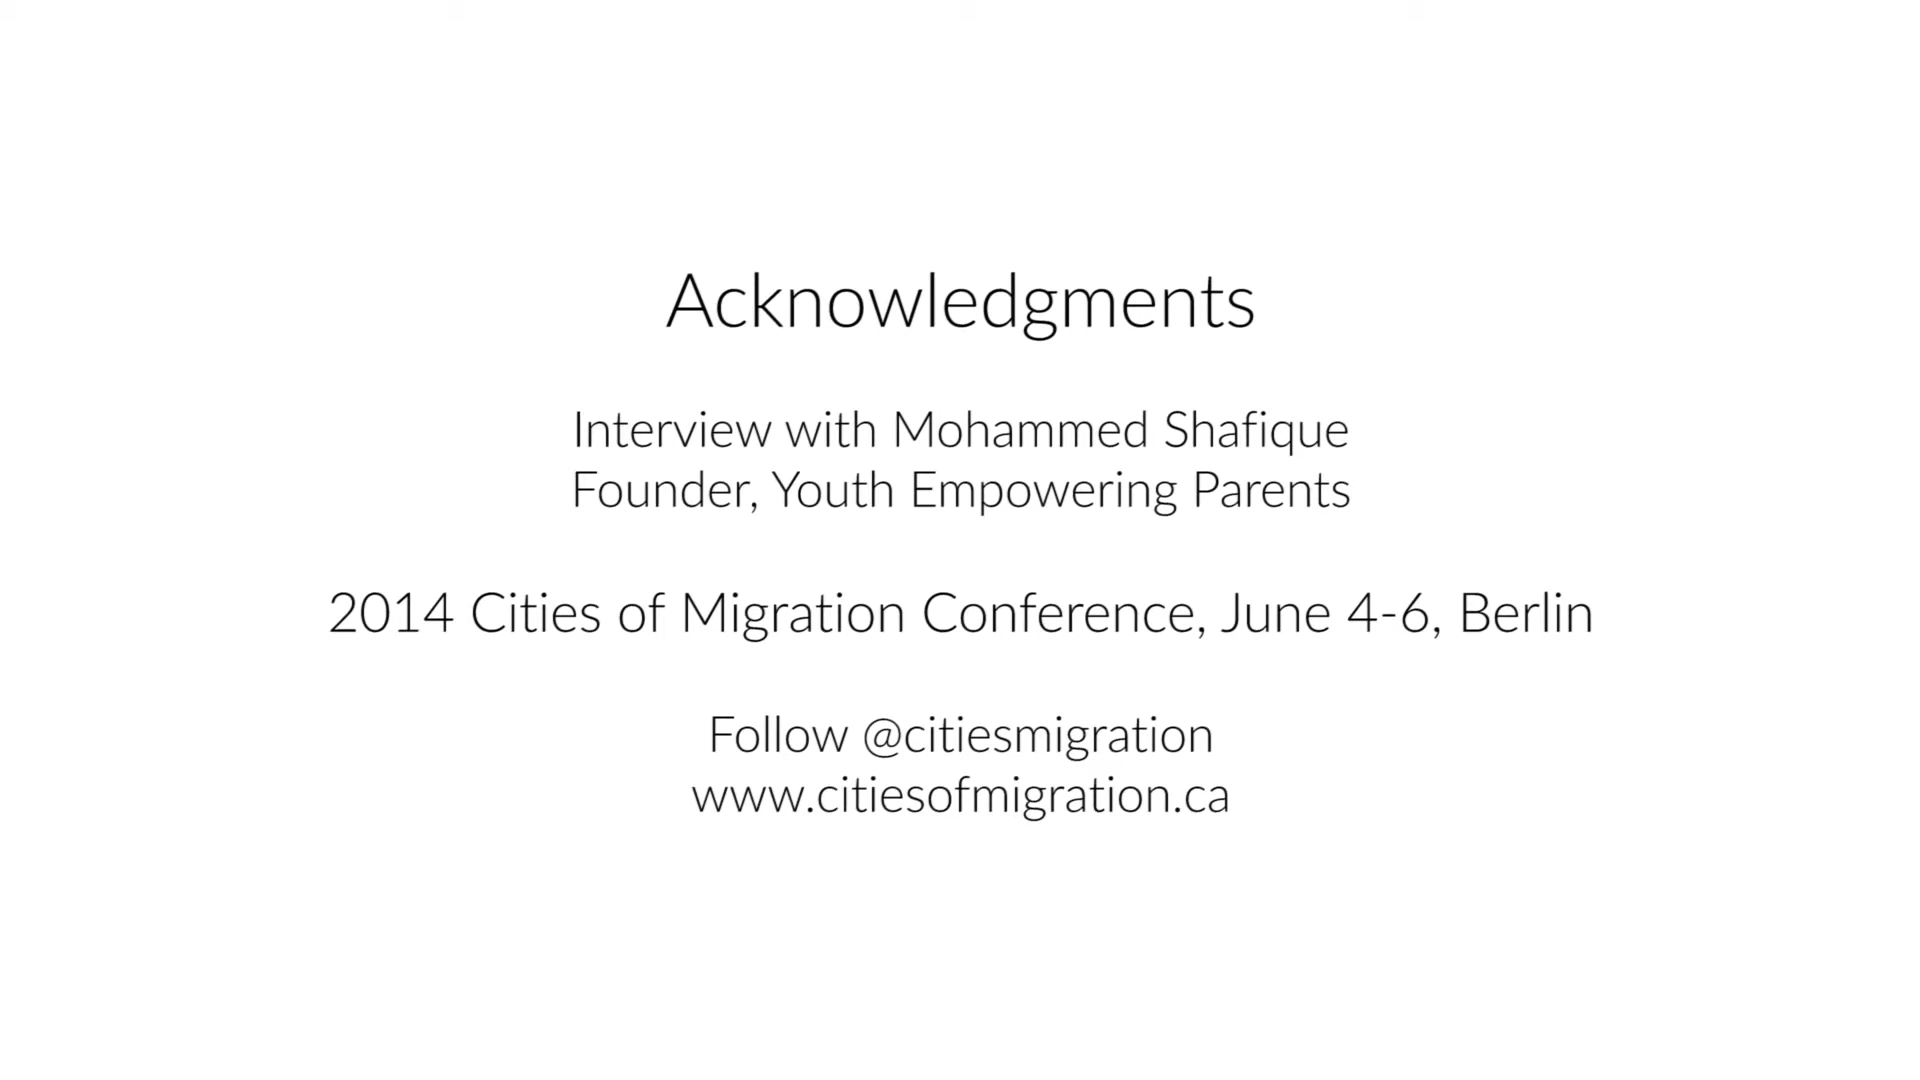 Acknowledgments
Interview with Mohammed Shafique
Founder, Youth Empowering Parents
2014 Cities of Migration Conference, June 4-6, Berlin
Follow @citiesmigration
www.citiesofmigration.ca